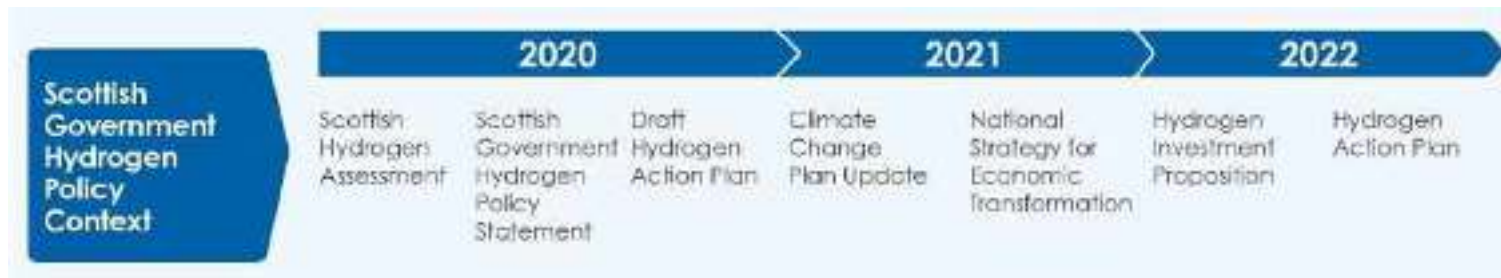 Scottish
Government
Hydrogen
Policy
Context
2020
2021
2022
Scottish
Hydrogen
Assessment
Scottish
Government
Hydrogen
Policy
Statement
Draft
Hydrogen
Action Plan
Climate
Change
Plan Update
National
Strategy for
Economic
Transformation
Hydrogen
Investment
Proposition
Hydrogen
Action Plan